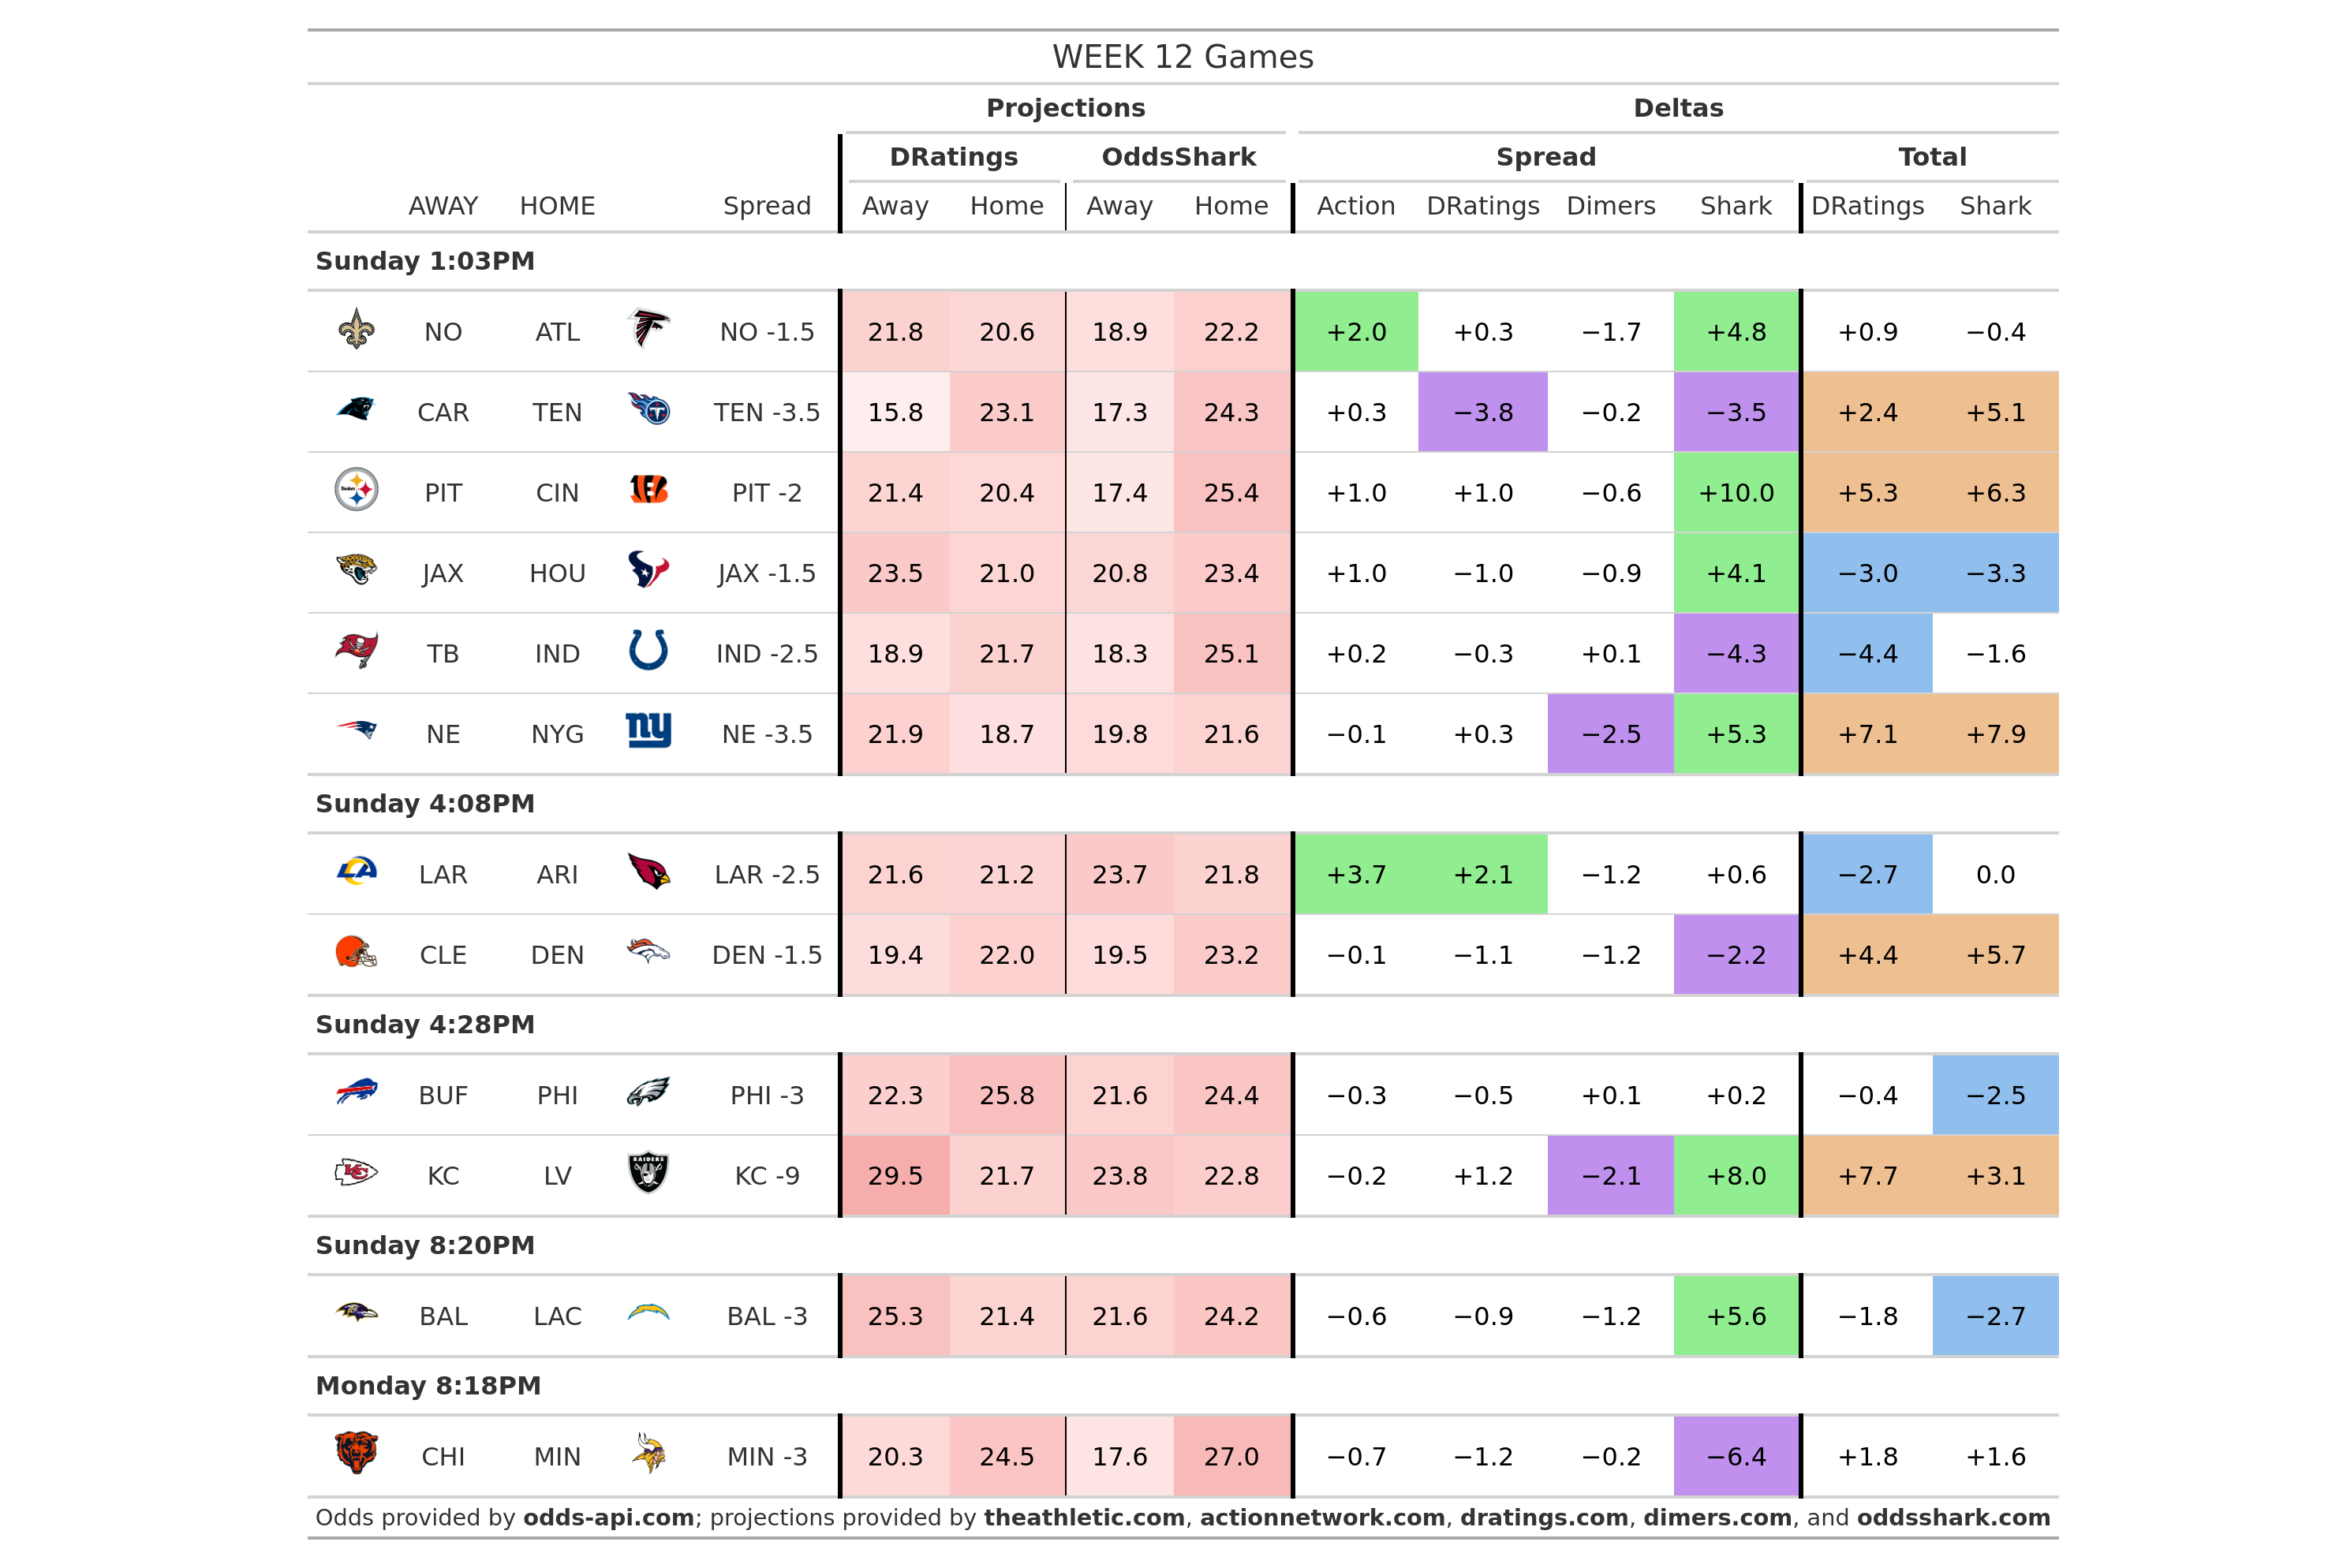 WEEK 12 Games
Projections Deltas
DRatings OddsShark Spread Total
AWAY HOME Spread Away Home Away Home Action DRatings Dimers Shark DRatings Shark
Sunday 1:03PM
NO ATL NO -1.5 21.8 20.6 18.9 22.2 +2.0 +0.3 −1.7 +4.8 +0.9 −0.4
CAR TEN TEN -3.5 15.8 23.1 17.3 24.3 +0.3 −3.8 −0.2 −3.5 +2.4 +5.1
PIT CIN PIT -2 21.4 20.4 17.4 25.4 +1.0 +1.0 −0.6 +10.0 +5.3 +6.3
JAX HOU JAX -1.5 23.5 21.0 20.8 23.4 +1.0 −1.0 −0.9 +4.1 −3.0 −3.3
TB IND IND -2.5 18.9 21.7 18.3 25.1 +0.2 −0.3 +0.1 −4.3 −4.4 −1.6
NE NYG ny NE -3.5 21.9 18.7 19.8 21.6 −0.1 +0.3 −2.5 +5.3 +7.1 +7.9
Sunday 4:08PM
LAR ARI LAR -2.5 21.6 21.2 23.7 21.8 +3.7 +2.1 −1.2 +0.6 −2.7 0.0
CLE DEN DEN -1.5 19.4 22.0 19.5 23.2 −0.1 −1.1 −1.2 −2.2 +4.4 +5.7
Sunday 4:28PM
BUF PHI PHI -3 22.3 25.8 21.6 24.4 −0.3 −0.5 +0.1 +0.2 −0.4 −2.5
KC KC LV RAIDERS KC -9 29.5 21.7 23.8 22.8 −0.2 +1.2 −2.1 +8.0 +7.7 +3.1
Sunday 8:20PM
BAL LAC BAL -3 25.3 21.4 21.6 24.2 −0.6 −0.9 −1.2 +5.6 −1.8 −2.7
Monday 8:18PM
CHI MIN MIN -3 20.3 24.5 17.6 27.0 −0.7 −1.2 −0.2 −6.4 +1.8 +1.6
Odds provided by odds-api.com; projections provided by theathletic.com, actionnetwork.com, dratings.com, dimers.com, and oddsshark.com